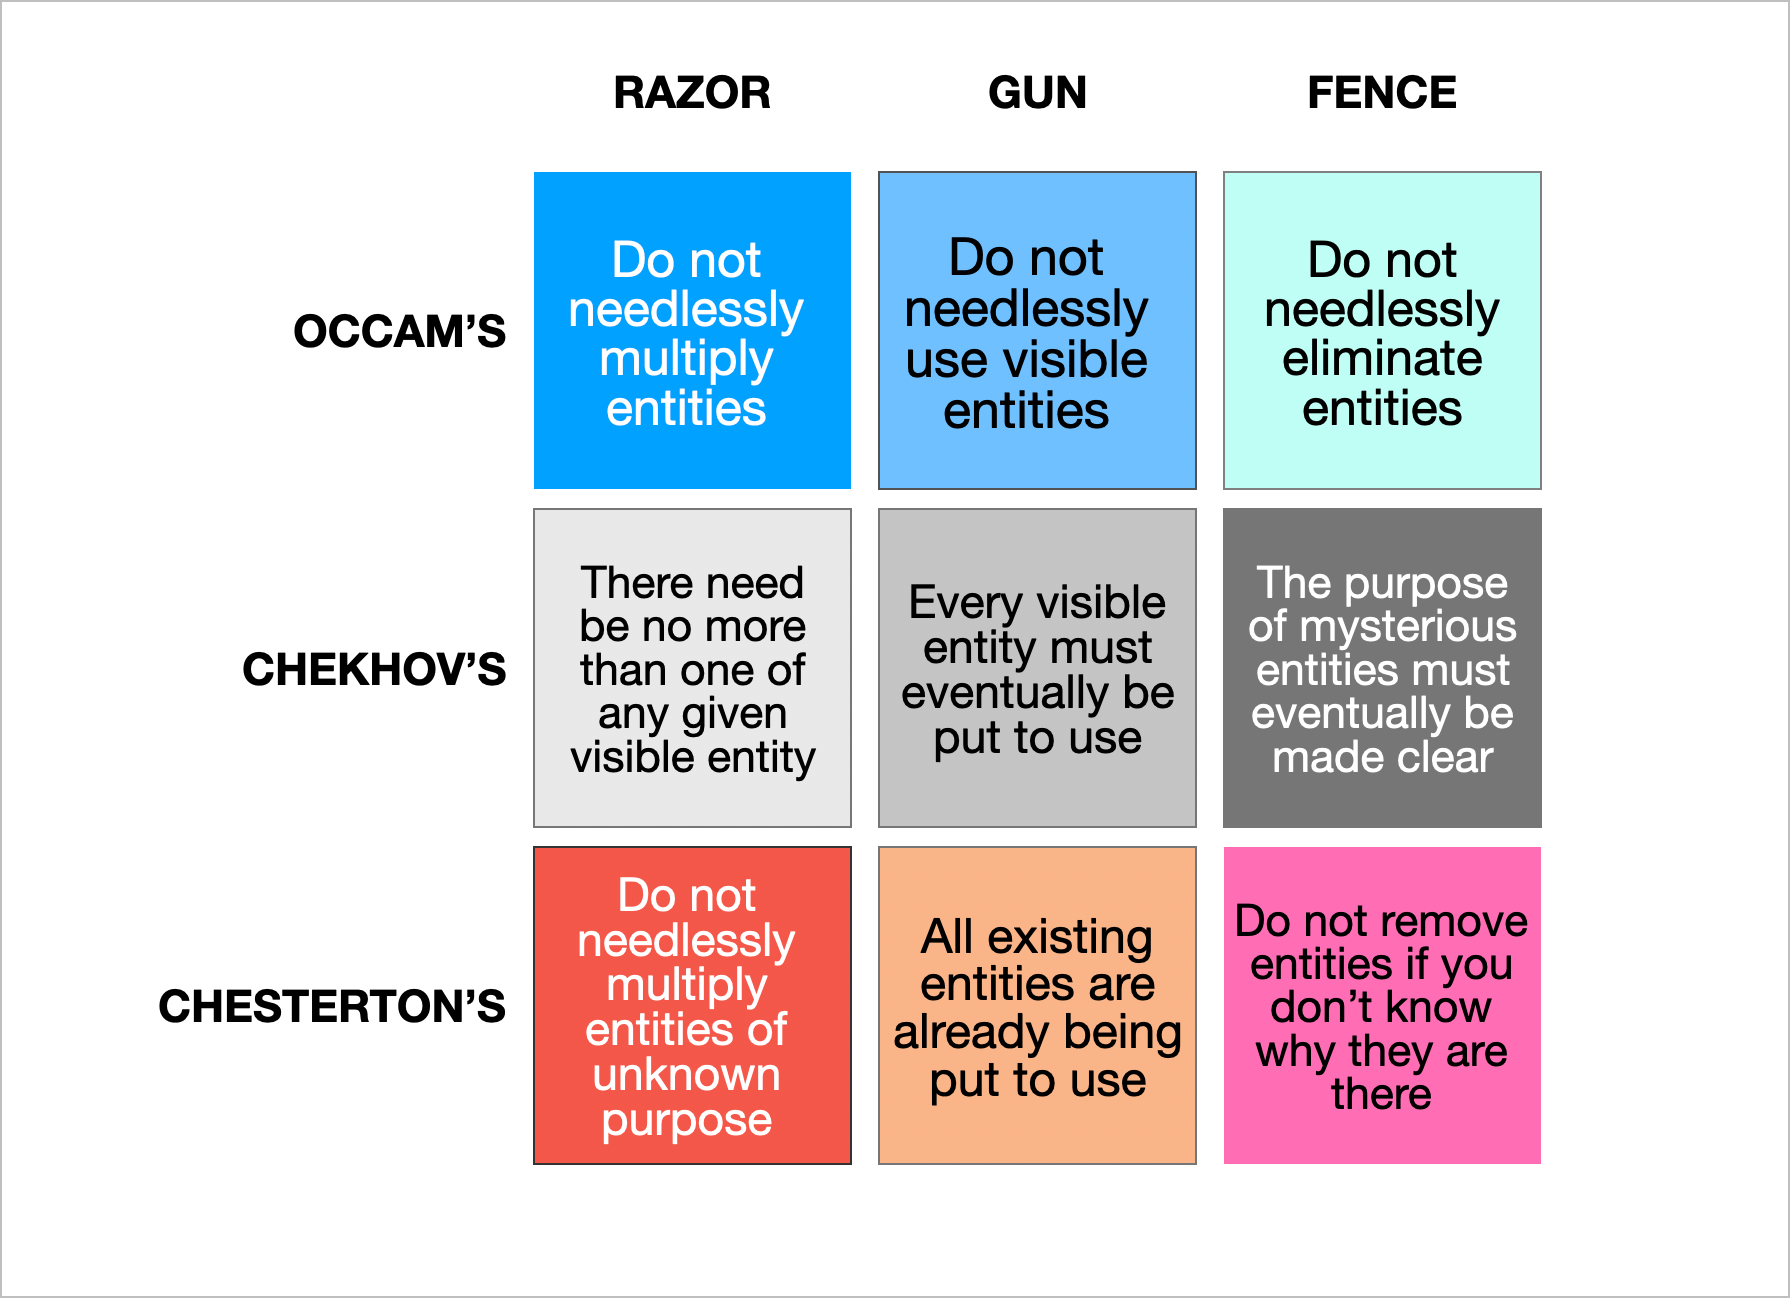 RAZOR GUN FENCE
OCCAM’S
Do not
needlessly
multiply
entities
Do not
needlessly
use visible
entities
Do not
needlessly
eliminate
entities
CHEKHOV’S
There need
be no more
than one of
any given
visible entity
Every visible
entity must
eventually be
put to use
The purpose
of mysterious
entities must
eventually be
made clear
CHESTERTON’S
Do not
needlessly
multiply
entities of
unknown
purpose
All existing
entities are
already being
put to use
Do not remove
entities if you
don’t know
why they are
there